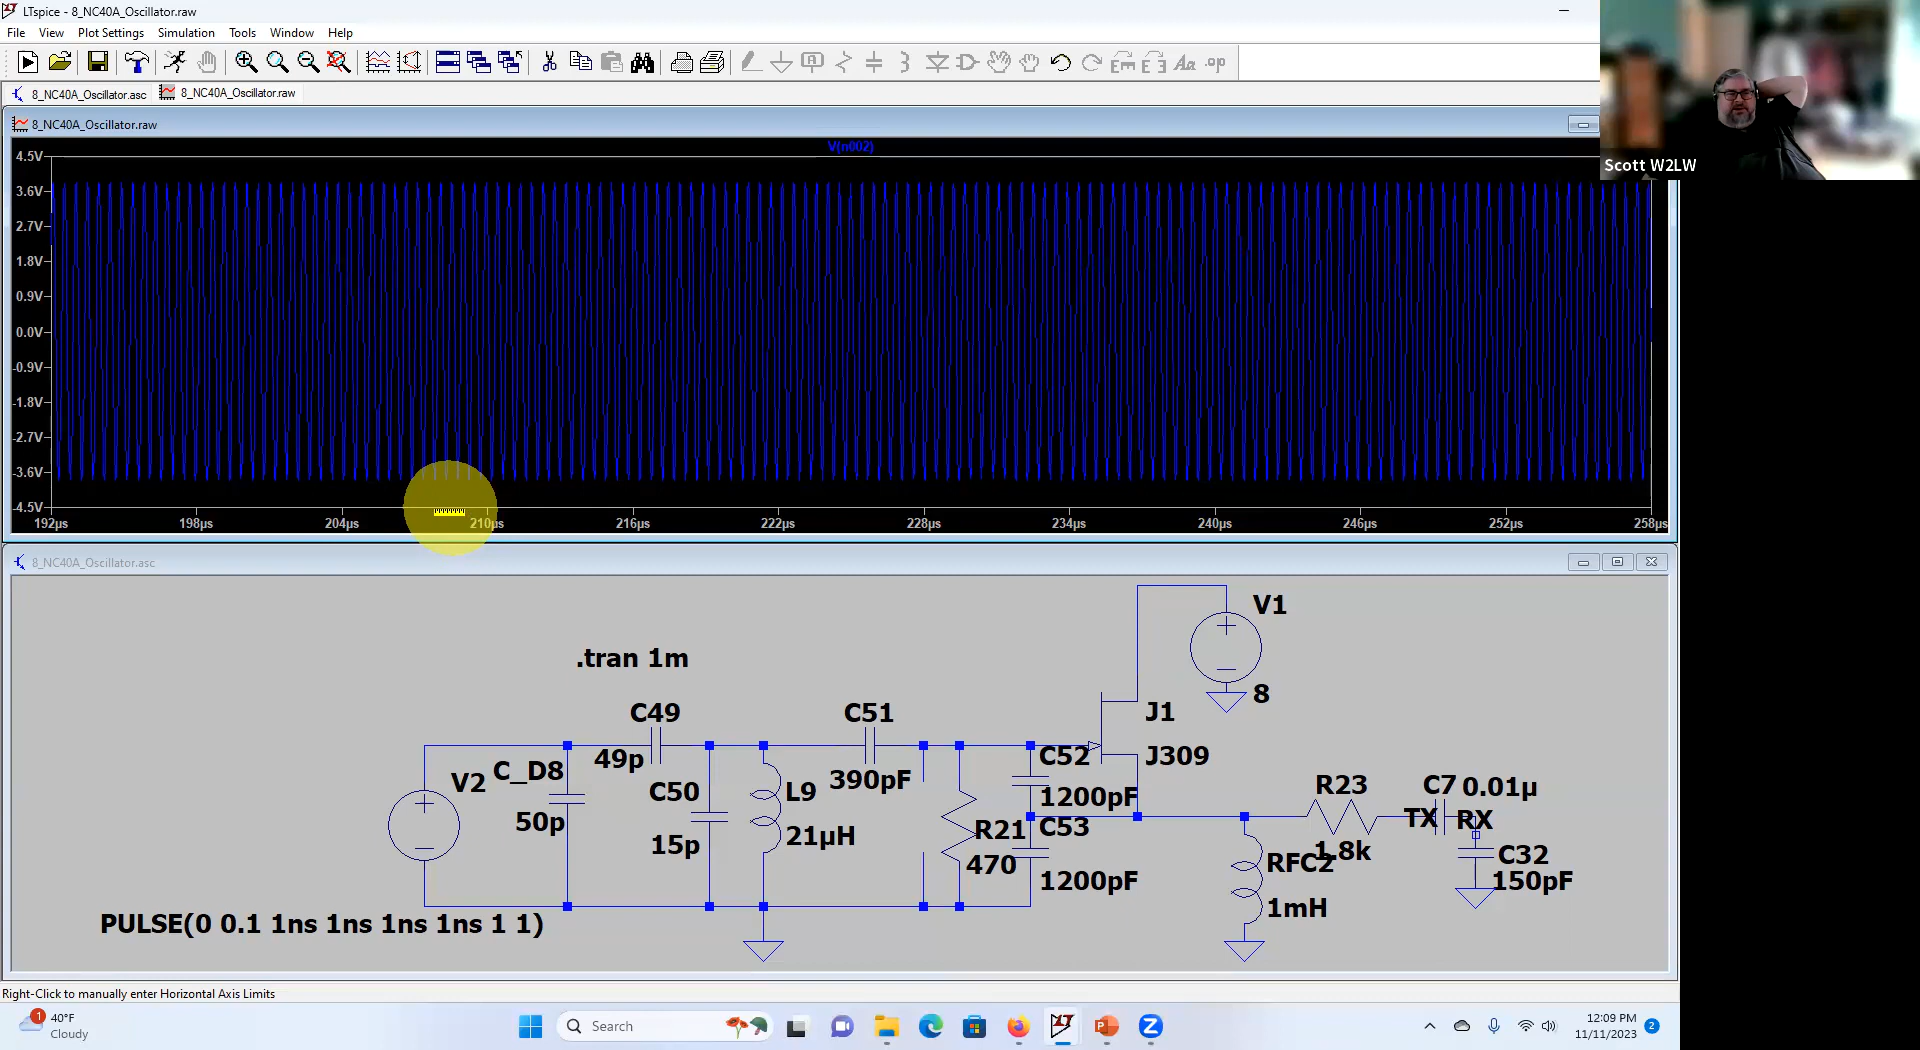 LTspice - 8_NC40A_Oscillator.raw
File View Plot Settings Simulation Tools Window Help
8_NC40A_Oscillator.asc 8_NC40A_Oscillator.raw
8_NC40A_Oscillator.raw
V(n002)
4.5V
3.6V
2.7V
1.8V
0.9V
0.0V
-0.9V
-1.8V
-2.7V
-3.6V
-4.5V
192µs 198µs 204µs 210µs 216µs 222µs 228µs 234µs 240µs 246µs 252µs 258µs
Scott W2LW
8_NC40A_Oscillator.asc
.tran 1m
V1
8
C49
49p
C51
390pF
J1
J309
V2
C_D8
50p
C50
15p
L9
21µH
R21
470
C52
1200pF
C53
1200pF
R23
1.8k
C7 0.01µ
TX RX
RFC2
1mH
C32
150pF
PULSE(0 0.1 1ns 1ns 1ns 1ns 1 1)
Right-Click to manually enter Horizontal Axis Limits
1
40°F
Cloudy
Search
12:09 PM
11/11/2023
2